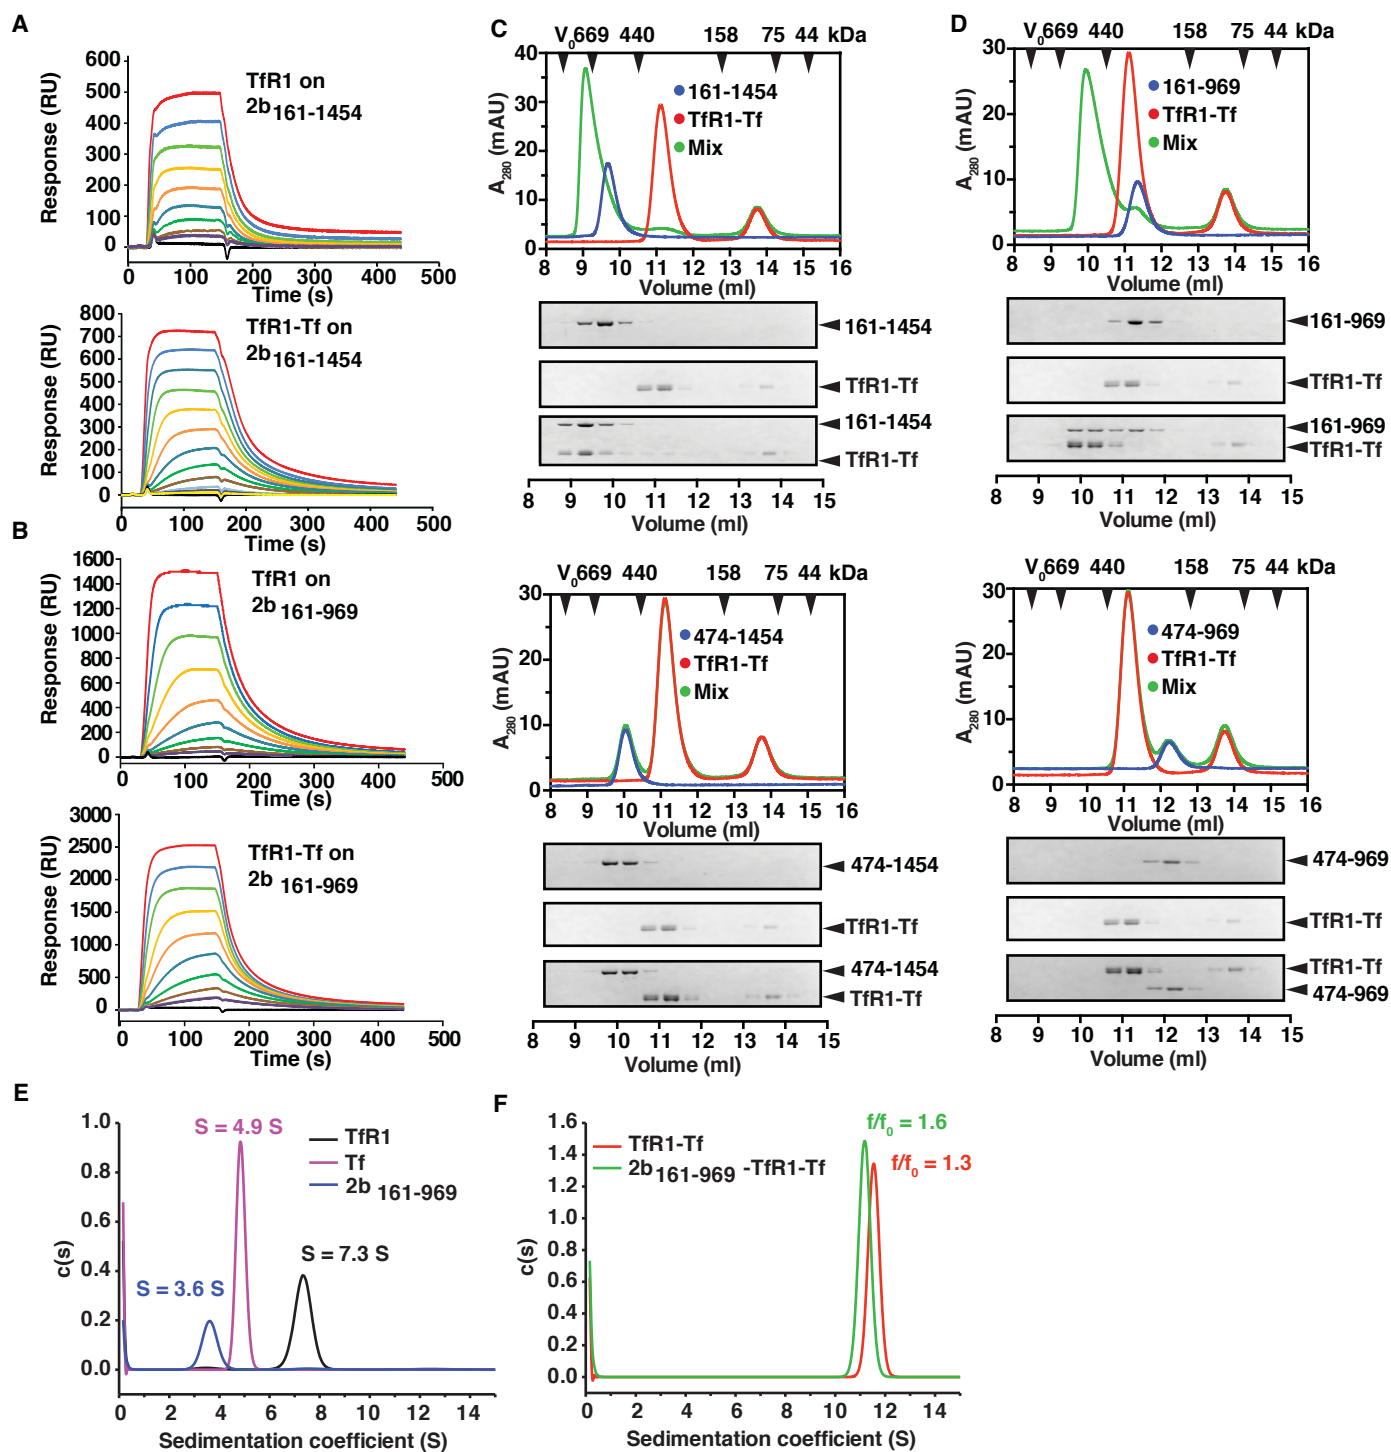 A
TfR1 on
2b161-1454
Response (RU)
600
500
400
300
200
100
0
0 100 200 300 400 500
Time (s)
TfR1-Tf on
2b161-1454
Response (RU)
800
700
600
500
400
300
200
100
0
0 100 200 300 400 500
Time (s)
B
TfR1 on
2b161-969
Response (RU)
1600
1400
1200
1000
800
600
400
200
0
0 100 200 300 400 500
Time (s)
TfR1-Tf on
2b 161-969
Response (RU)
3000
2500
2000
1500
1000
500
0
0 100 200 300 400 500
Time (s)
C
V0 669 440 158 75 44 kDa
A280 (mAU)
40
30
20
10
0
161-1454
TfR1-Tf
Mix
8 9 10 11 12 13 14 15 16
Volume (ml)
161-1454
TfR1-Tf
161-1454
TfR1-Tf
8 9 10 11 12 13 14 15
Volume (ml)
V0 669 440 158 75 44 kDa
A280 (mAU)
30
20
10
0
474-1454
TfR1-Tf
Mix
8 9 10 11 12 13 14 15 16
Volume (ml)
474-1454
TfR1-Tf
474-1454
TfR1-Tf
8 9 10 11 12 13 14 15
Volume (ml)
D
V0 669 440 158 75 44 kDa
A280 (mAU)
30
20
10
0
161-969
TfR1-Tf
Mix
8 9 10 11 12 13 14 15 16
Volume (ml)
161-969
TfR1-Tf
161-969
TfR1-Tf
8 9 10 11 12 13 14 15
Volume (ml)
V0 669 440 158 75 44 kDa
A280 (mAU)
30
20
10
0
474-969
TfR1-Tf
Mix
8 9 10 11 12 13 14 15 16
Volume (ml)
474-969
TfR1-Tf
TfR1-Tf
474-969
8 9 10 11 12 13 14 15
Volume (ml)
E
c(s)
1.0
0.8
0.6
0.4
0.2
0.0
S = 4.9 S
TfR1
Tf
2b 161-969
S = 7.3 S
S = 3.6 S
0 2 4 6 8 10 12 14
Sedimentation coefficient (S)
F
c(s)
1.6
1.4
1.2
1.0
0.8
0.6
0.4
0.2
0.0
f/f0 = 1.6
TfR1-Tf
f/f0 = 1.3
2b161-969 -TfR1-Tf
0 2 4 6 8 10 12 14
Sedimentation coefficient (S)